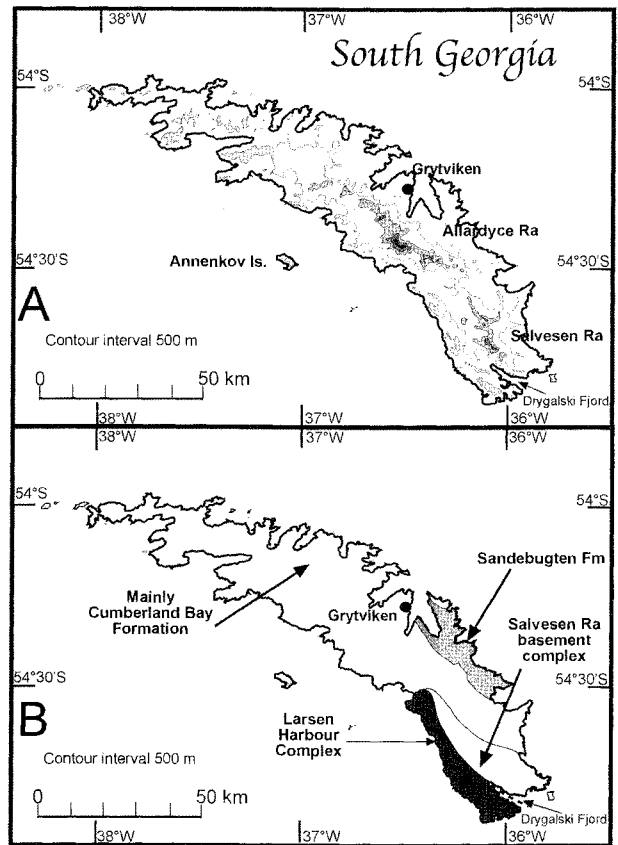 38°W 37°W 36°W
South Georgia
54°S 54°S
Grytviken
Allardyce Ra
Annenkov Is.
54°30'S 54°30'S
A
Salvesen Ra
Contour interval 500 m
0 50 km
Drygalski Fjord
38°W 37°W 36°W
38°W 37°W 36°W
54°S 54°S
Sandebugten Fm
Mainly
Cumberland Bay
Formation
Grytviken
Salvesen Ra
basement
complex
54°30'S 54°30'S
B
Larsen
Harbour
Complex
Contour interval 500 m
0 50 km
Drygalski Fjord
38°W 37°W 36°W